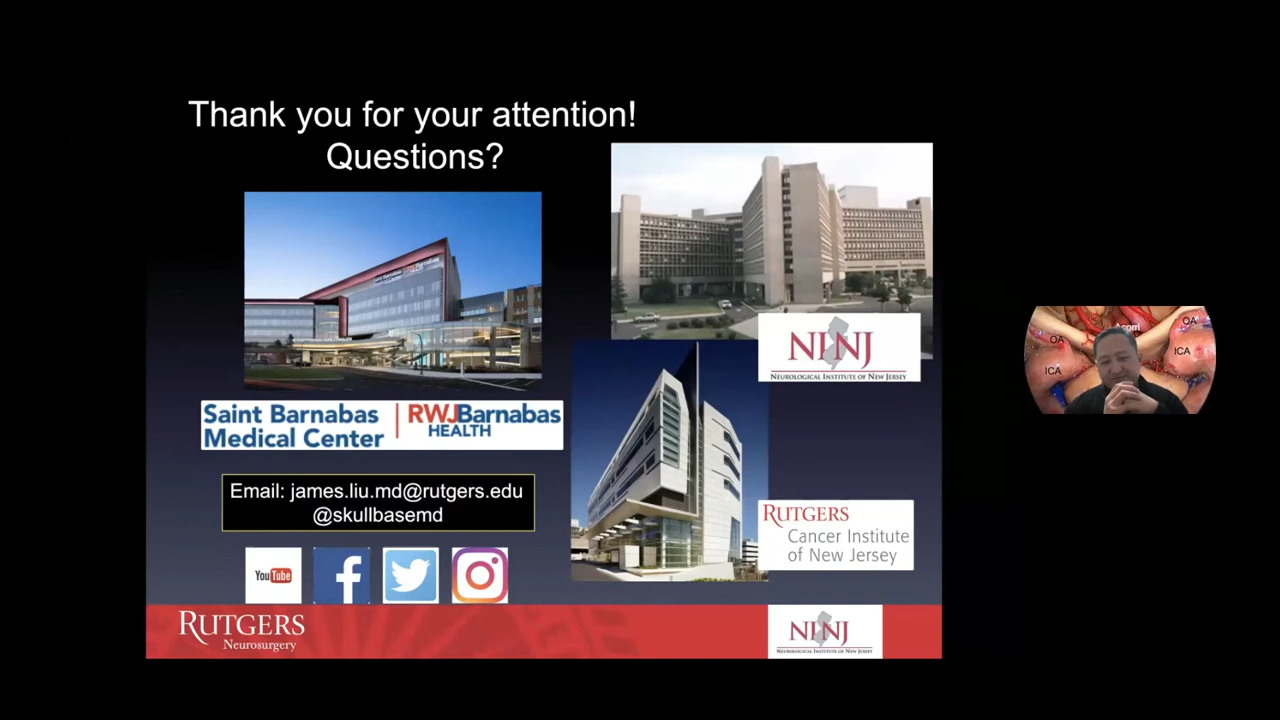 Thank you for your attention!
Questions?
NINJ
NEUROLOGICAL INSTITUTE OF NEW JERSEY
Saint Barnabas
Medical Center
RWJBarnabas
HEALTH
Email: james.liu.md@rutgers.edu
@skullbasemd
RUTGERS
Cancer Institute
of New Jersey
YouTube
RUTGERS
Neurosurgery
NINJ
NEUROLOGICAL INSTITUTE OF NEW JERSEY
OA
ICA
Acom
OA
ICA